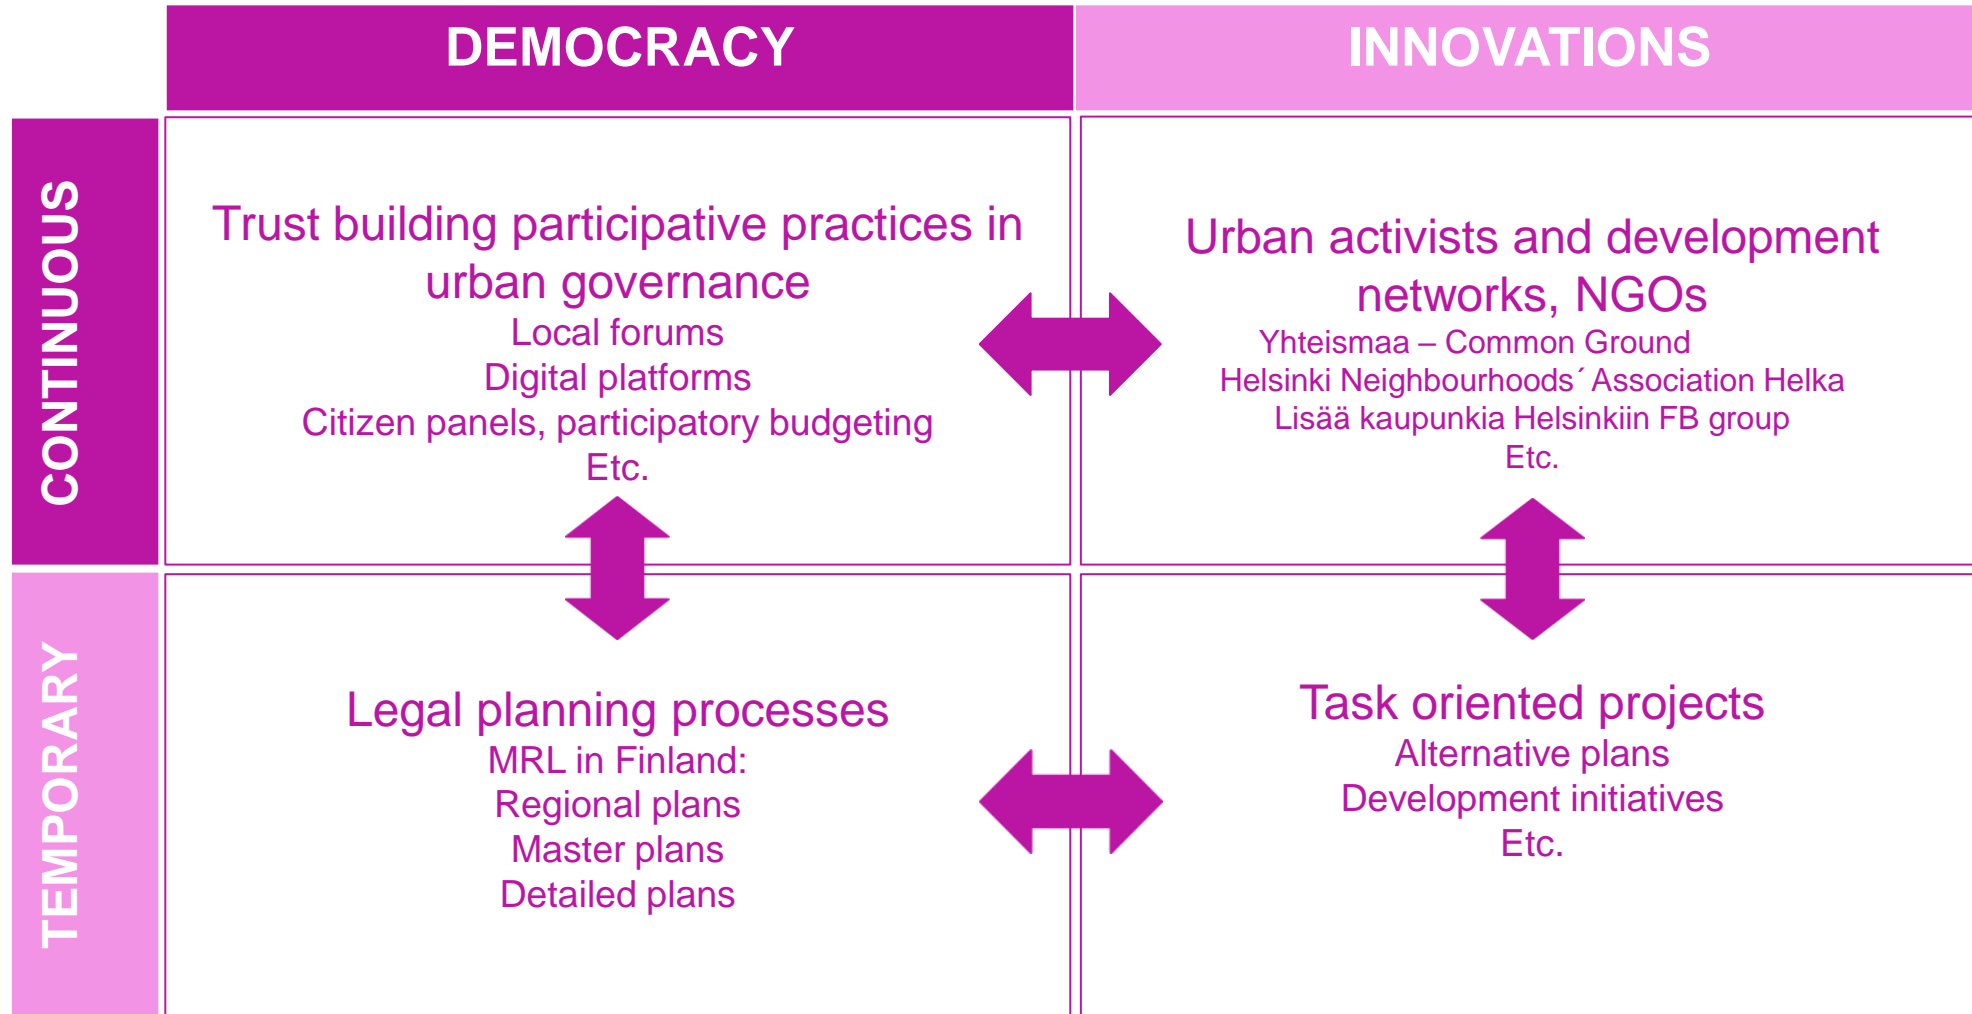 DEMOCRACY
INNOVATIONS
CONTINUOUS
Trust building participative practices in
urban governance
Local forums
Digital platforms
Citizen panels, participatory budgeting
Etc.
Urban activists and development
networks, NGOs
Yhteismaa – Common Ground
Helsinki Neighbourhoods´ Association Helka
Lisää kaupunkia Helsinkiin FB group
Etc.
TEMPORARY
Legal planning processes
MRL in Finland:
Regional plans
Master plans
Detailed plans
Task oriented projects
Alternative plans
Development initiatives
Etc.